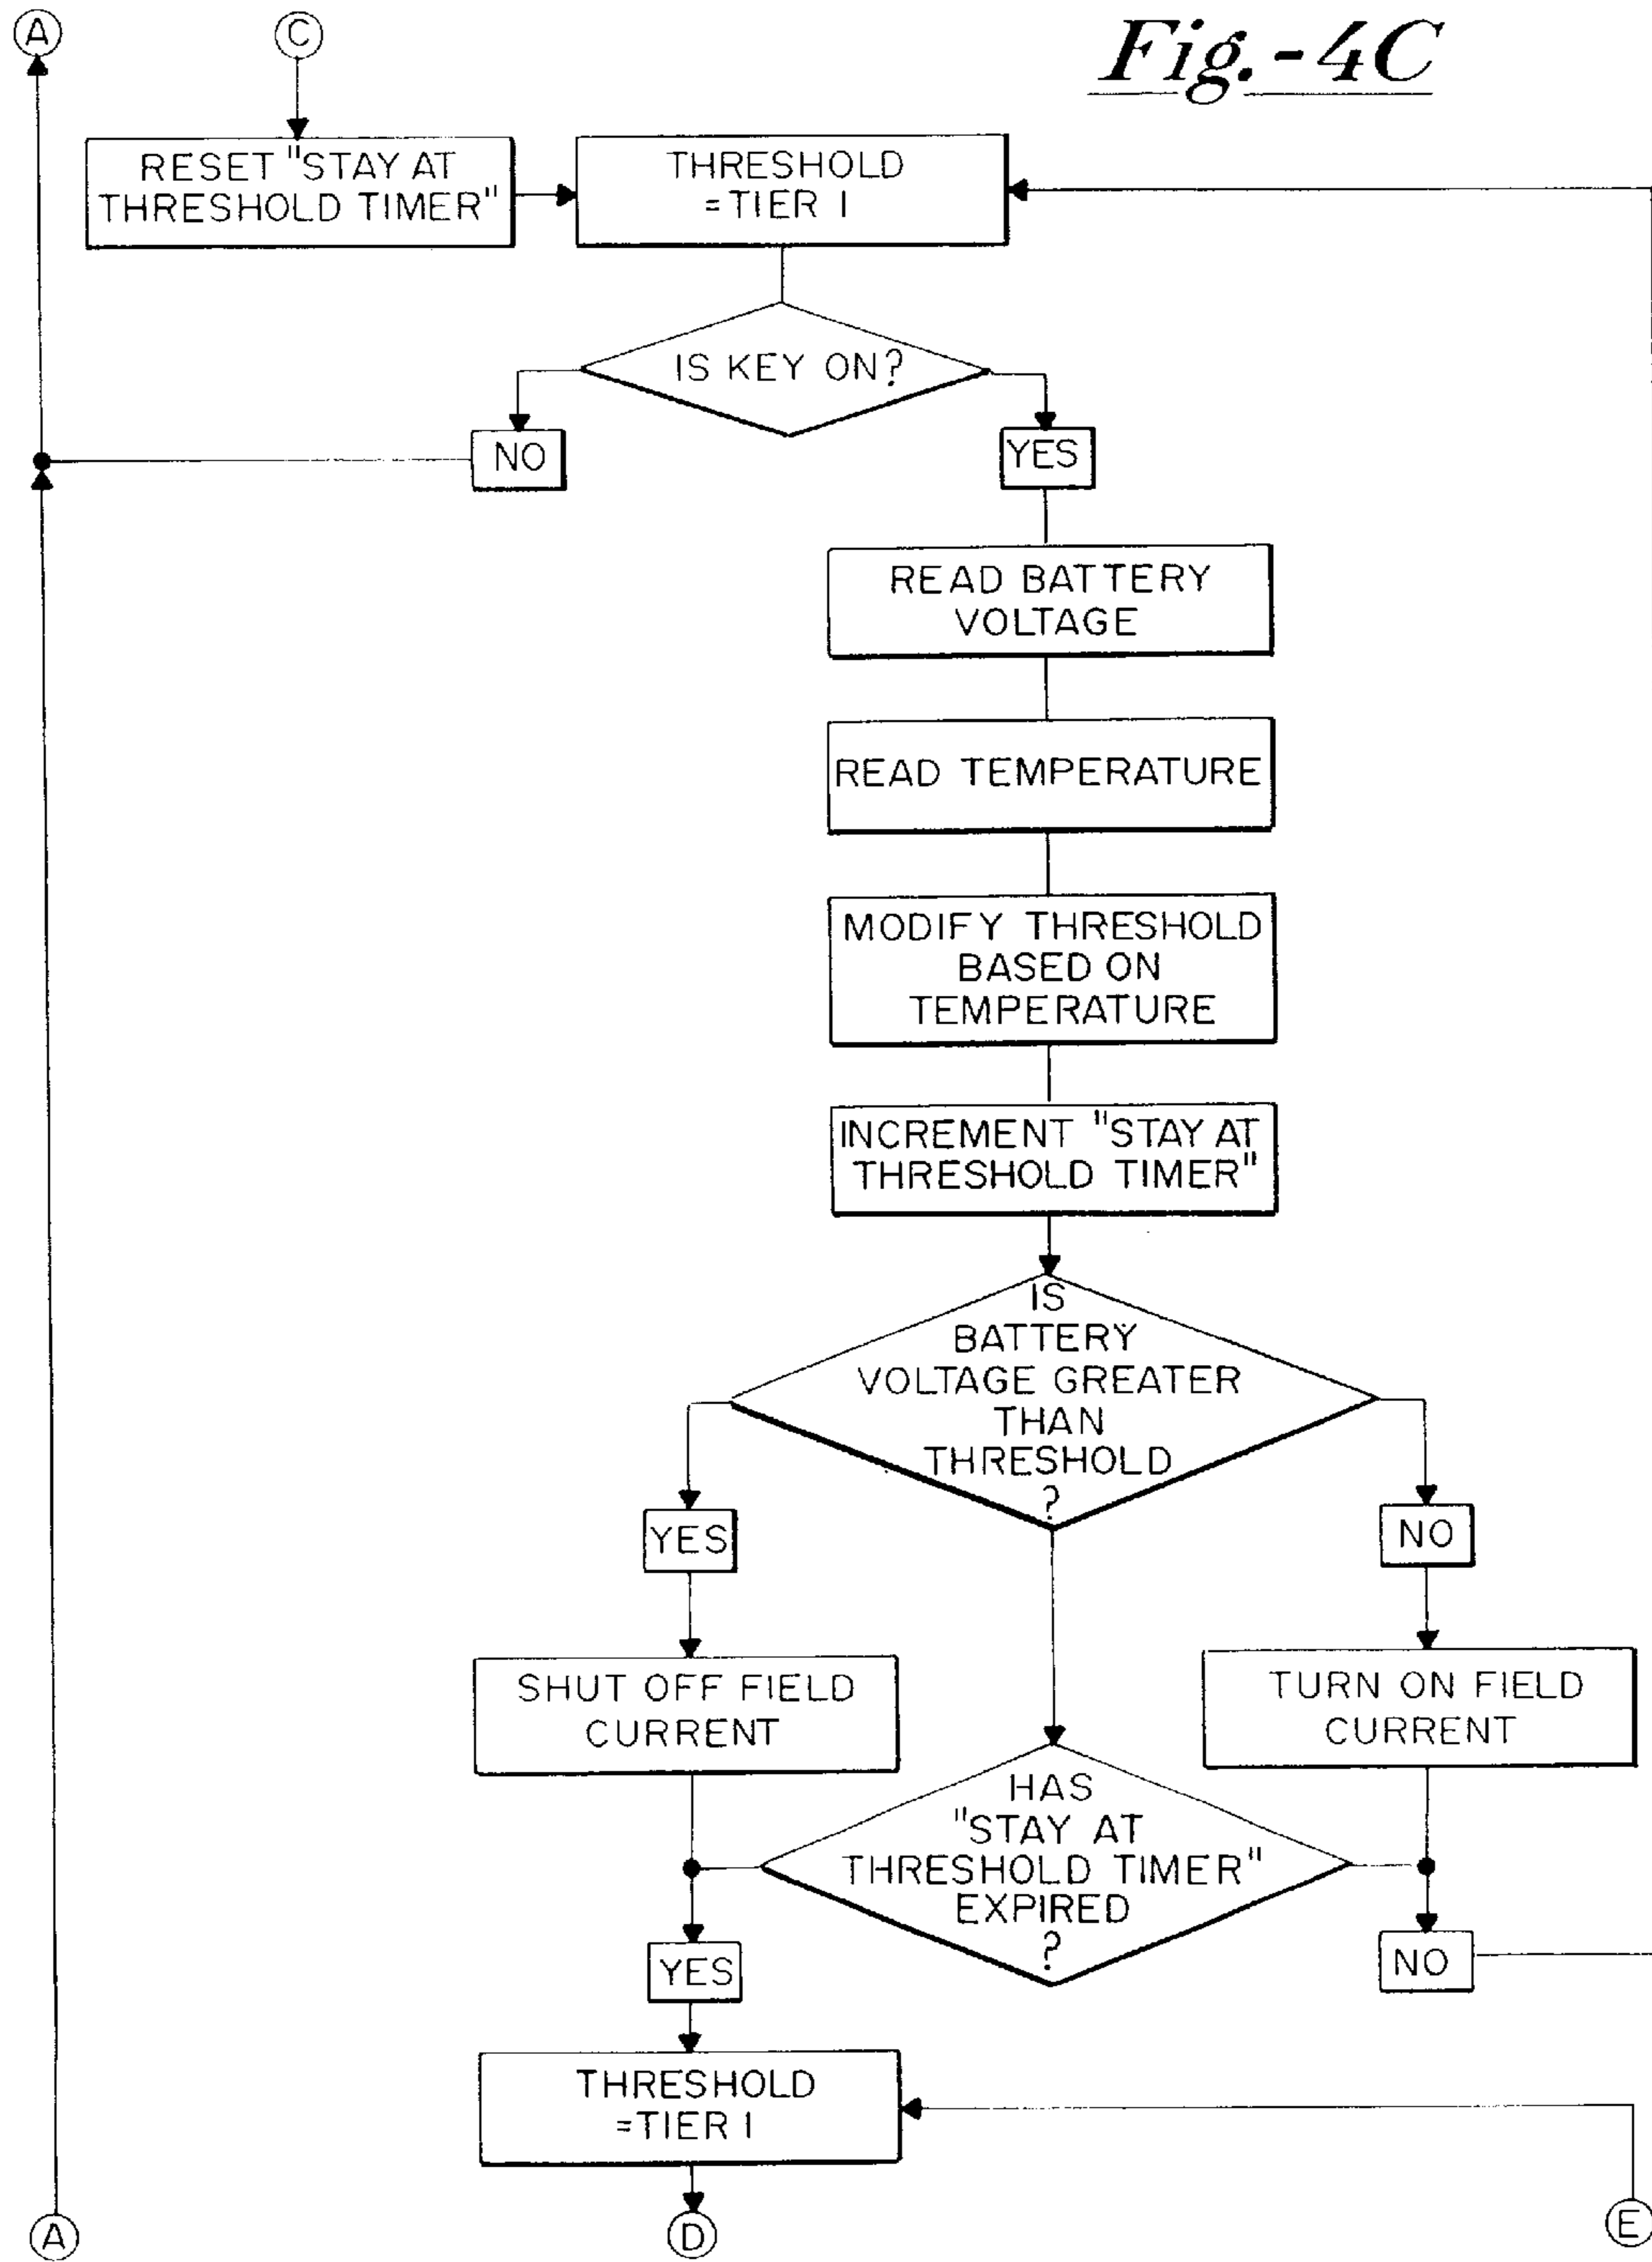 A
C
Fig.-4C
RESET "STAY AT
THRESHOLD TIMER"
THRESHOLD
=TIER 1
IS KEY ON?
NO
YES
READ BATTERY
VOLTAGE
READ TEMPERATURE
MODIFY THRESHOLD
BASED ON
TEMPERATURE
INCREMENT "STAY AT
THRESHOLD TIMER"
IS
BATTERY
VOLTAGE GREATER
THAN
THRESHOLD
?
YES
NO
SHUT OFF FIELD
CURRENT
TURN ON FIELD
CURRENT
HAS
"STAY AT
THRESHOLD TIMER"
EXPIRED
?
YES
NO
THRESHOLD
=TIER 1
A
D
E